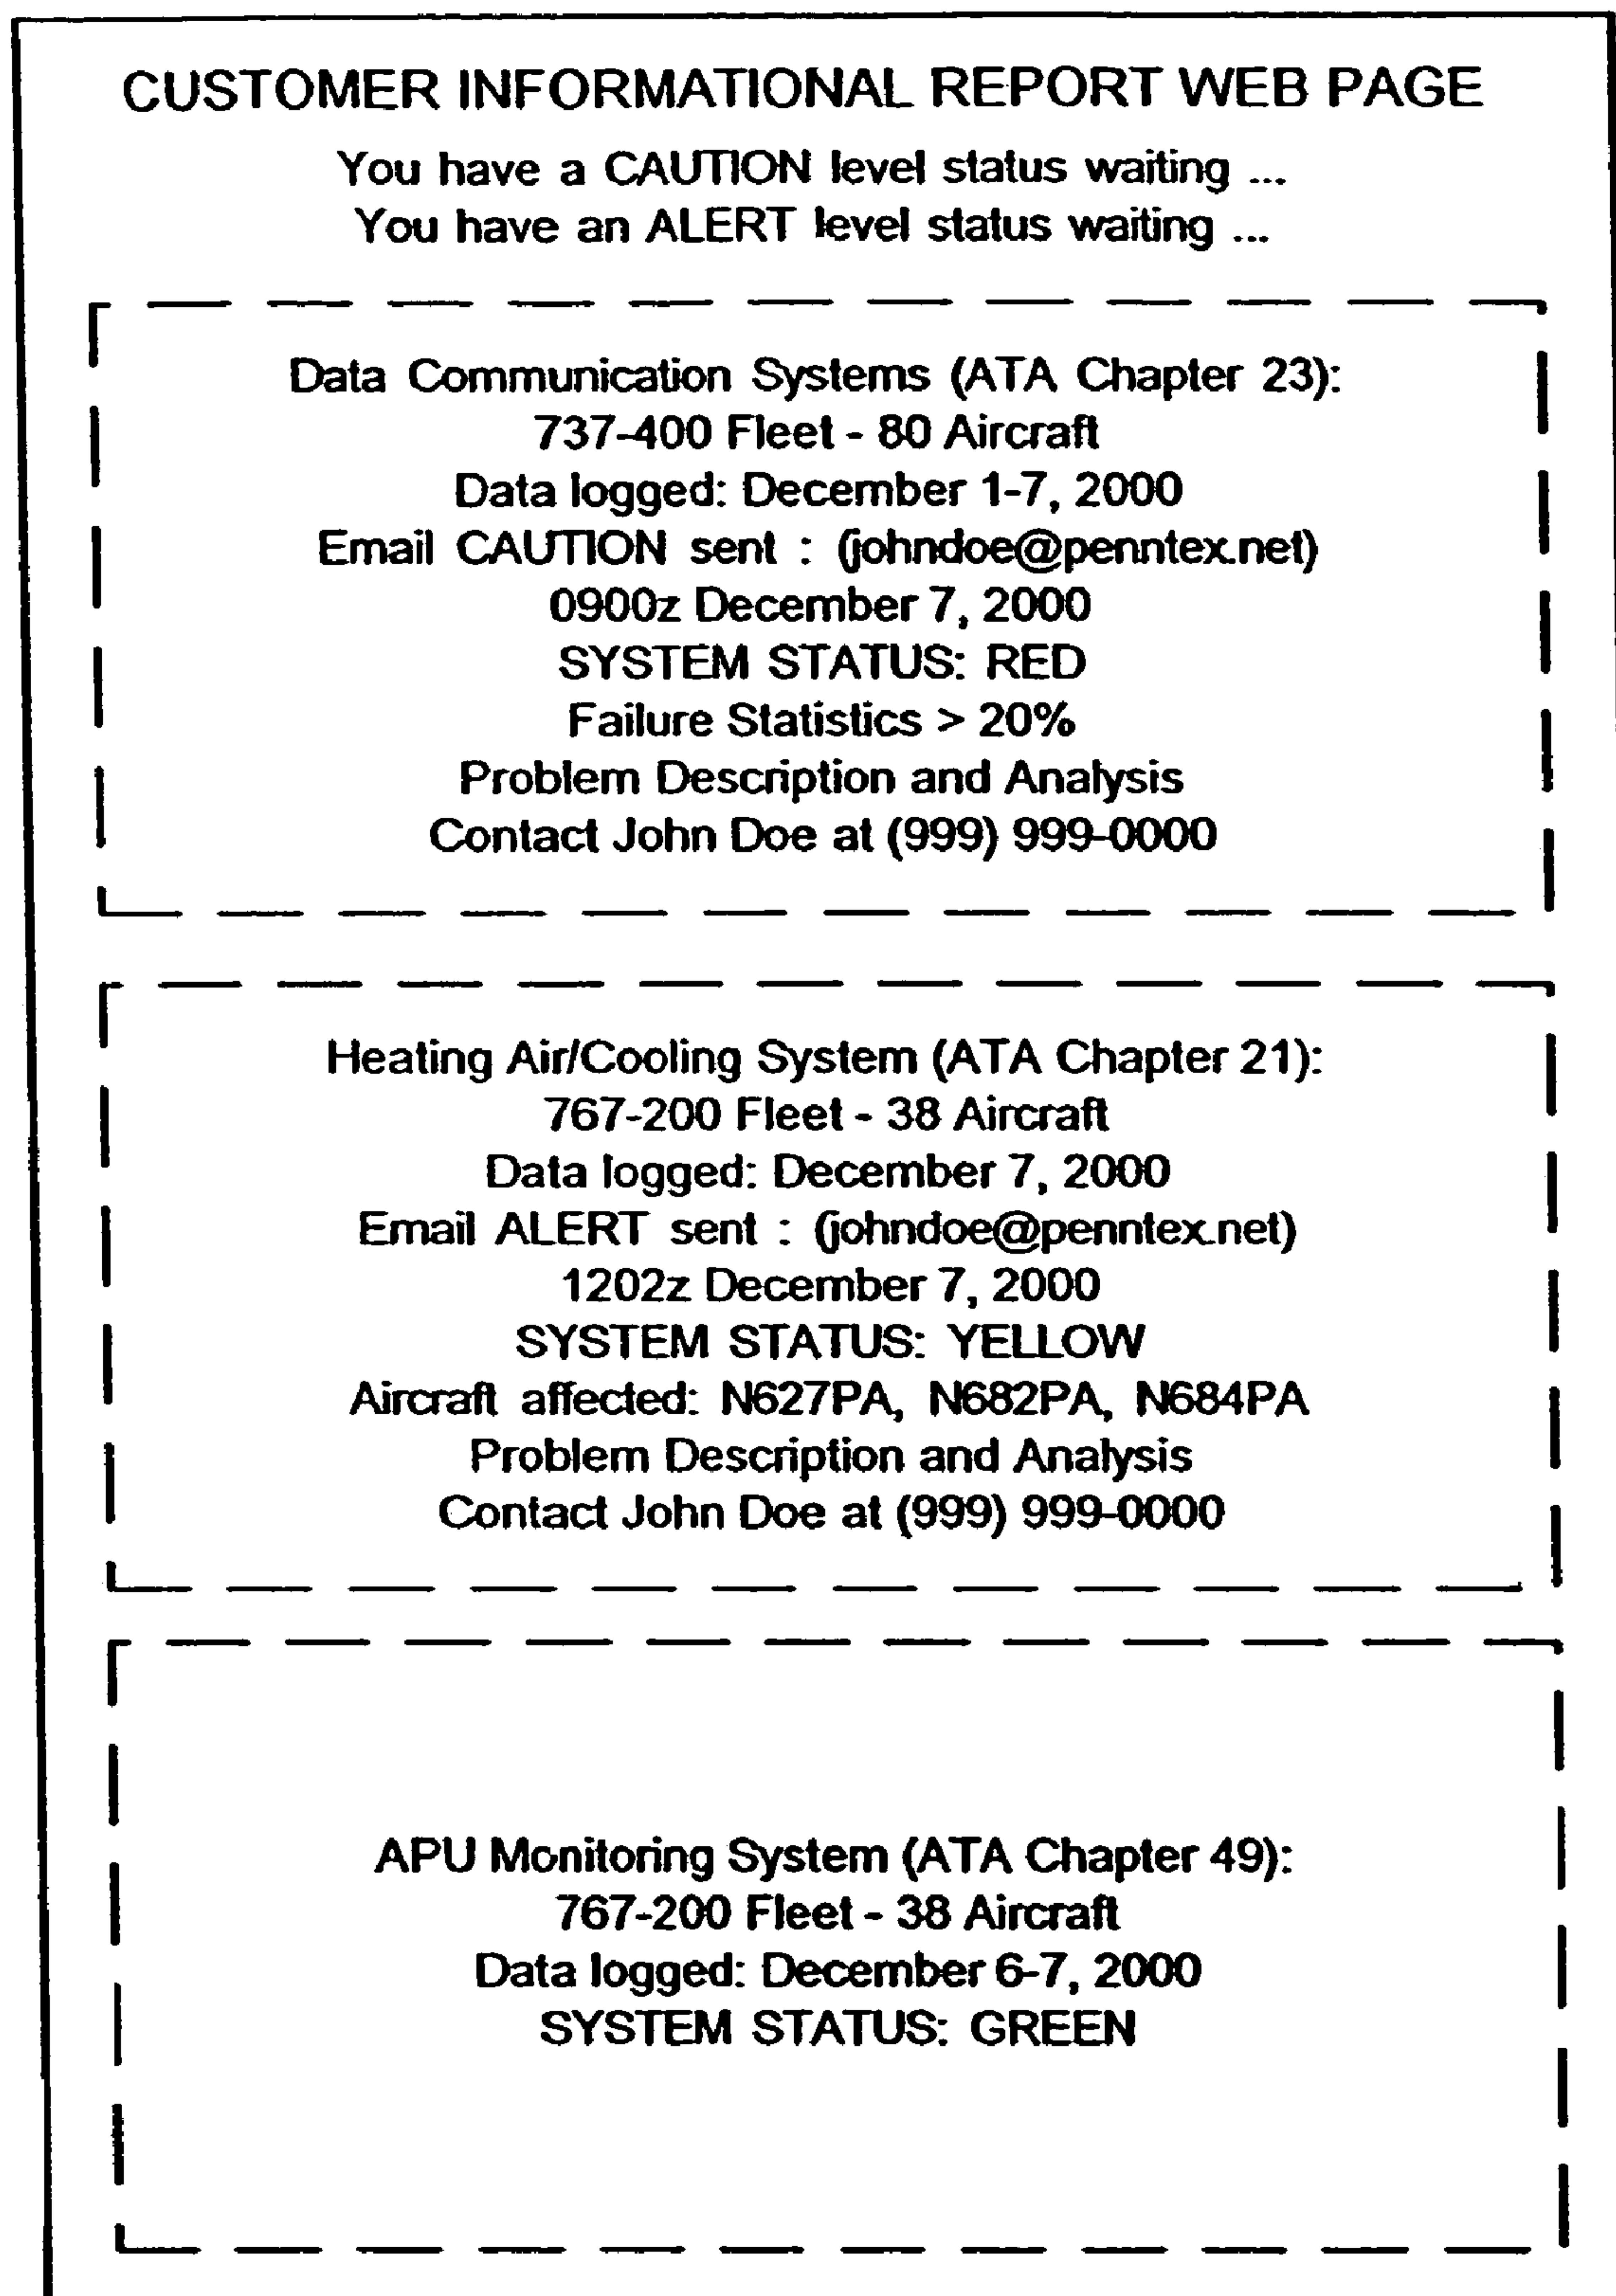 CUSTOMER INFORMATIONAL REPORT WEB PAGE
You have a CAUTION level status waiting ...
You have an ALERT level status waiting ...
Data Communication Systems (ATA Chapter 23):
737-400 Fleet - 80 Aircraft
Data logged: December 1-7, 2000
Email CAUTION sent : (johndoe@penntex.net)
0900z December 7, 2000
SYSTEM STATUS: RED
Failure Statistics > 20%
Problem Description and Analysis
Contact John Doe at (999) 999-0000
Heating Air/Cooling System (ATA Chapter 21):
767-200 Fleet - 38 Aircraft
Data logged: December 7, 2000
Email ALERT sent : (johndoe@penntex.net)
1202z December 7, 2000
SYSTEM STATUS: YELLOW
Aircraft affected: N627PA, N682PA, N684PA
Problem Description and Analysis
Contact John Doe at (999) 999-0000
APU Monitoring System (ATA Chapter 49):
767-200 Fleet - 38 Aircraft
Data logged: December 6-7, 2000
SYSTEM STATUS: GREEN